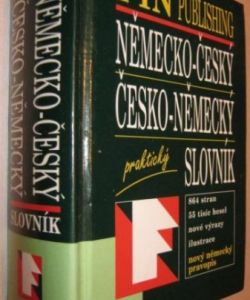 FIN
PUBLISHING
NĚMECKO-ČESKÝ
ČESKO-NĚMECKÝ
praktický
SLOVNÍK
864 stran
55 tisíc hesel
nové výrazy
ilustrace
nový německý
pravopis
NĚMECKO-ČESKÝ
ČESKO-NĚMECKÝ
SLOVNÍK